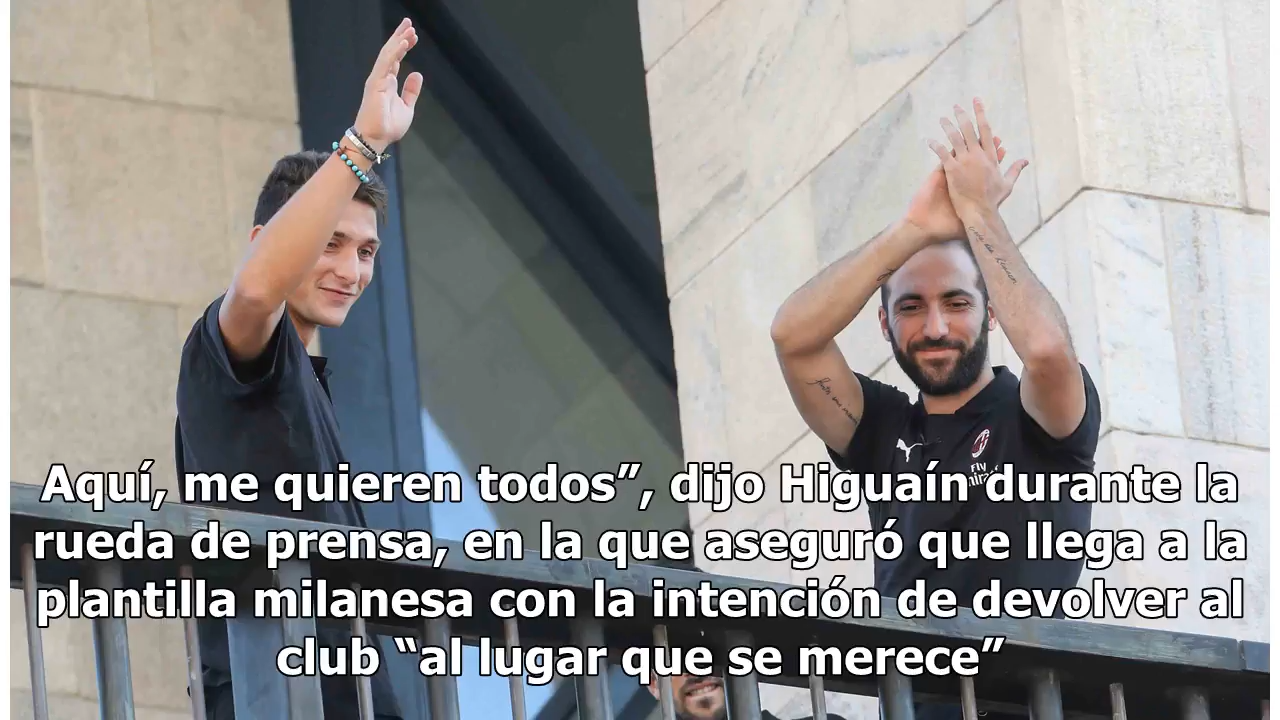 Aquí, me quieren todos”, dijo Higuaín durante la
rueda de prensa, en la que aseguró que llega a la
plantilla milanesa con la intención de devolver al
club “al lugar que se merece”
Fly